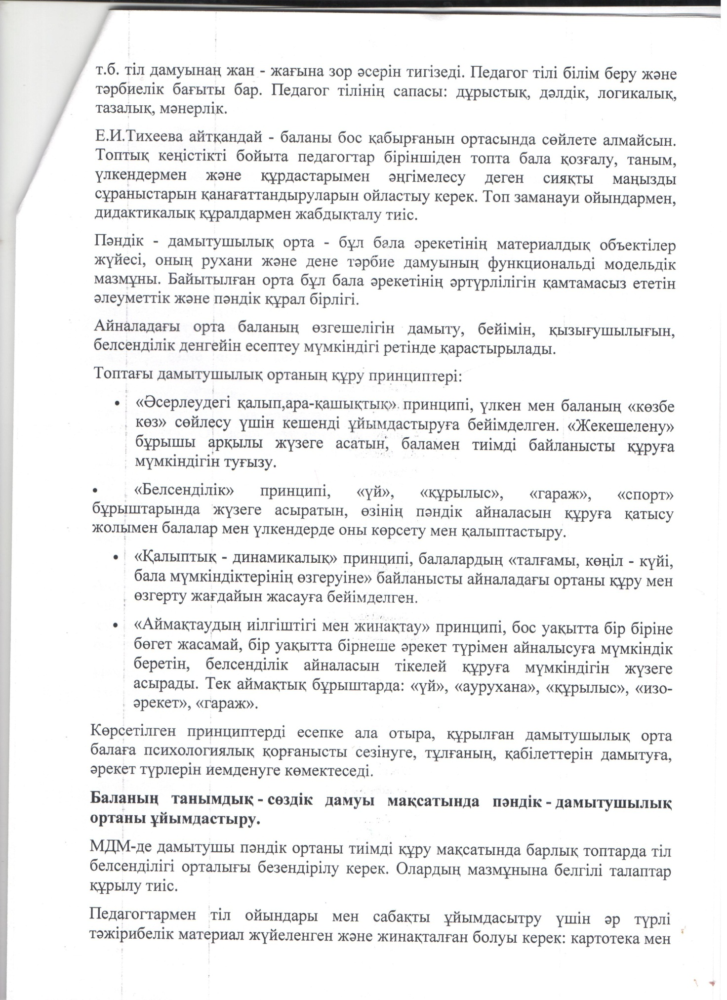 т.б. тіл дамуынаң жан - жағына зор әсерін тигізеді. Педагог тілі білім беру және
тәрбиелік бағыты бар. Педагог тілінің сапасы: дұрыстық, дәлдік, логикалық,
тазалық, мәнерлік.
Е.И.Тихеева айтқандай - баланы бос қабырғанын ортасында сөйлете алмайсын.
Топтық кеңістікті бойыта педагогтар біріншіден топта бала қозғалу, таным,
үлкендермен және құрдастарымен әңгімелесу деген сияқты маңызды
сұраныстарын қанағаттандыруларын ойластыу керек. Топ заманауи ойындармен,
дидактикалық құралдармен жабдықталу тиіс.
Пәндік - дамытушылық орта - бұл бала әрекетінің материалдық объектілер
жүйесі, оның рухани және дене тәрбие дамуының функциональді модельдік
мазмұны. Байытылған орта бұл бала әрекетінің әртүрлілігін қамтамасыз ететін
әлеуметтік және пәндік құрал бірлігі.
Айналадағы орта баланың өзгешелігін дамыту, бейімін, қызығушылығын,
белсенділік денгейін есептеу мүмкіндігі ретінде қарастырылады.
Топтағы дамытушылық ортаның құру принциптері:
• «Әсерлеудегі қалып,ара-қашықтық» принципі, үлкен мен баланың «көзбе
көз» сөйлесу үшін кешенді ұйымдастыруға бейімделген. «Жекешелену»
бұрышы арқылы жүзеге асатын, баламен тиімді байланысты құруға
мүмкіндігін туғызу.
• «Белсенділік» принципі, «үй», «құрылыс», «гараж», «спорт»
бұрыштарында жүзеге асыратын, өзінің пәндік айналасын құруға қатысу
жолымен балалар мен үлкендерде оны көрсету мен қалыптастыру.
• «Қалыптық - динамикалық» принципі, балалардың «талғамы, көңіл - күйі,
бала мүмкіндіктерінің өзгеруіне» байланысты айналадағы ортаны құру мен
өзгерту жағдайын жасауға бейімделген.
• «Аймақтаудың иілгіштігі мен жинақтау» принципі, бос уақытта бір біріне
бөгет жасамай, бір уақытта бірнеше әрекет түрімен айналысуға мүмкіндік
беретін, белсенділік айналасын тікелей құруға мүмкіндігін жүзеге
асырады. Тек аймақтық бұрыштарда: «үй», «аурухана», «құрылыс», «изо-
әрекет», «гараж».
Көрсетілген принциптерді есепке ала отыра, құрылған дамытушылық орта
балаға психологиялық қорғанысты сезінуге, тұлғаның, қабілеттерін дамытуға,
әрекет түрлерін иемденуге көмектеседі.
Баланың танымдық - сөздік дамуы мақсатында пәндік - дамытушылық
ортаны ұйымдастыру.
МДМ-де дамытушы пәндік ортаны тиімді құру мақсатында барлық топтарда тіл
белсенділігі орталығы безендірілу керек. Олардың мазмұнына белгілі талаптар
құрылу тиіс.
Педагогтармен тіл ойындары мен сабақты ұйымдасытру үшін әр түрлі
тәжірибелік материал жүйеленген және жинақталған болуы керек: картотека мен